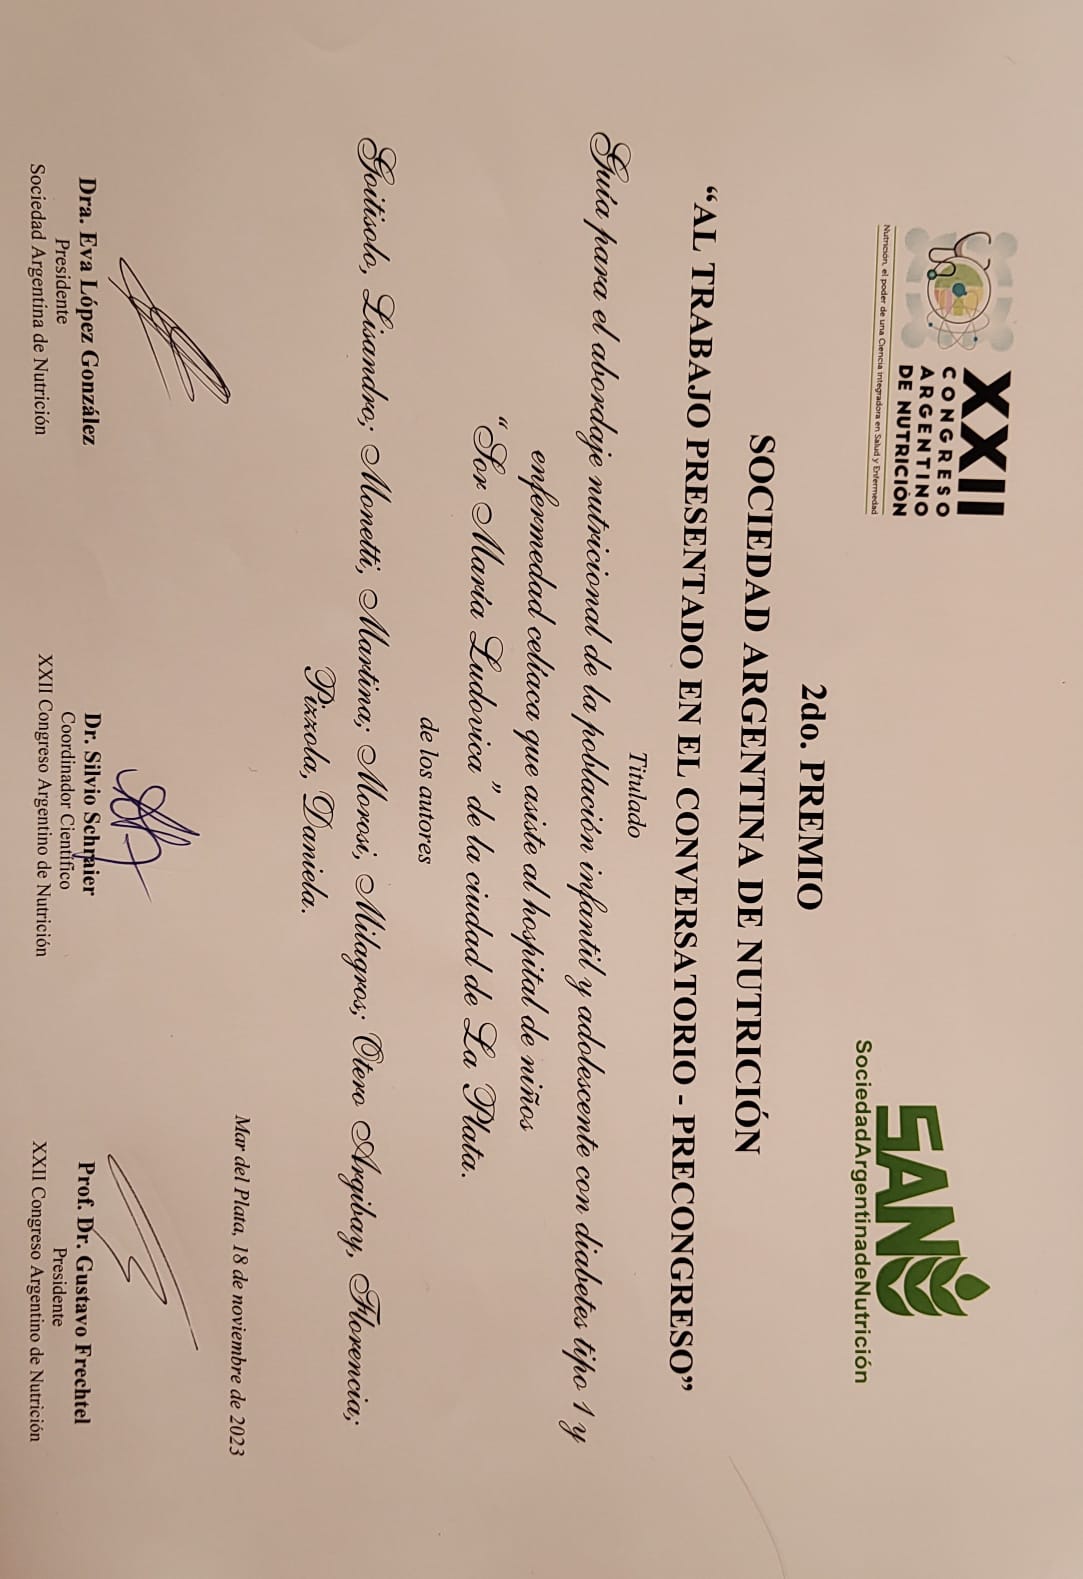 XXII
CONGRESO
ARGENTINO
DE NUTRICIÓN
Nutrición, el poder de una Ciencia integradora en Salud y Enfermedad
SAN
SociedadArgentinadeNutrición
2do. PREMIO
SOCIEDAD ARGENTINA DE NUTRICIÓN
“AL TRABAJO PRESENTADO EN EL CONVERSATORIO - PRECONGRESO”
Titulado
Guía para el abordaje nutricional de la población infantil y adolescente con diabetes tipo 1 y
enfermedad celíaca que asiste al hospital de niños
“Sor María Ludovica” de la ciudad de La Plata.
de los autores
Goitisolo, Lisandro; Monetti, Martina; Morosi, Milagros; Otero Argibay, Florencia;
Pizzola, Daniela.
Mar del Plata, 18 de noviembre de 2023
Dra. Eva López González
Presidente
Sociedad Argentina de Nutrición
Dr. Silvio Schraier
Coordinador Científico
XXII Congreso Argentino de Nutrición
Prof. Dr. Gustavo Frechtel
Presidente
XXII Congreso Argentino de Nutrición